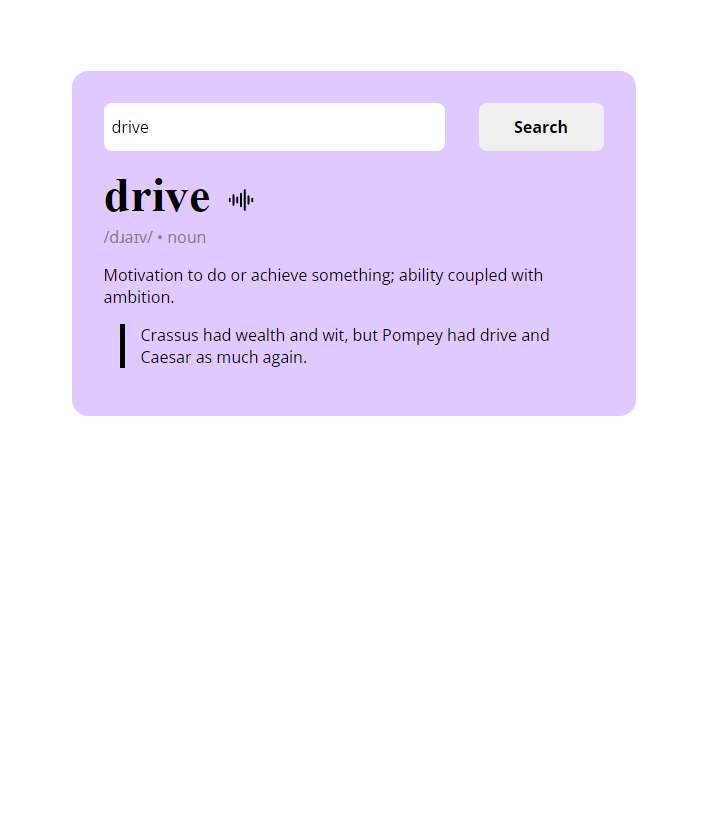 drive
Search
drive
/dɹaɪv/ • noun
Motivation to do or achieve something; ability coupled with
ambition.
Crassus had wealth and wit, but Pompey had drive and
Caesar as much again.